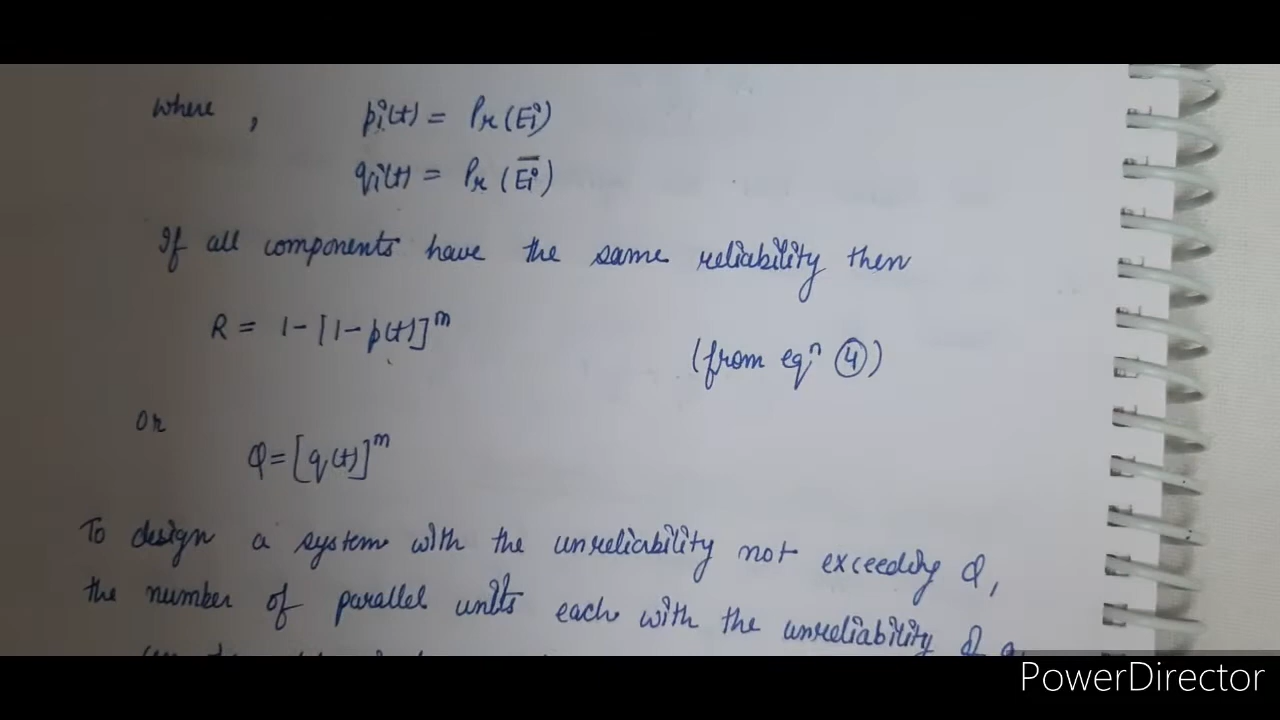 where , pi(t) = Pr(Ei)
qi(t) = Pr(E̅i)
If all components have the same reliability then
R = 1-[1-p(t)]^m
(from eqn ④)
or
Q=[q(t)]^m
To design a system with the unreliability not exceeding Q,
the number of parallel units each with the unreliability of q,
PowerDirector